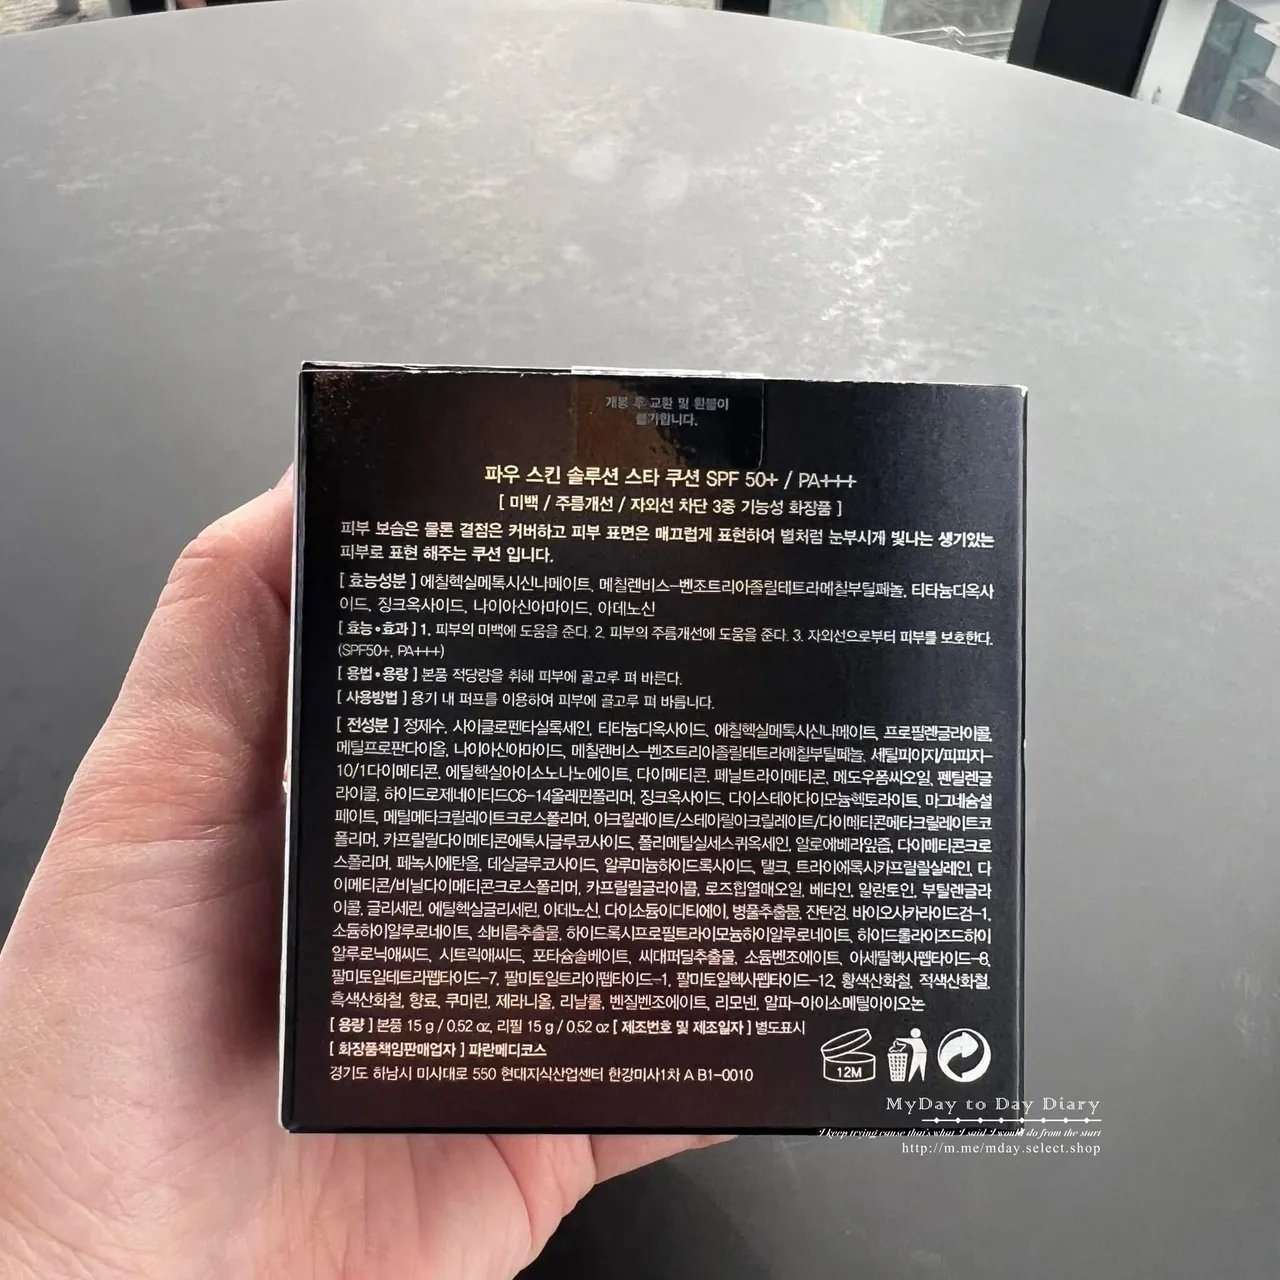 개봉 후 교환 및 환불이
불가합니다.
파우 스킨 솔루션 스타 쿠션 SPF 50+ / PA+++
[ 미백 / 주름개선 / 자외선 차단 3중 기능성 화장품 ]
피부 보습은 물론 결점은 커버하고 피부 표면은 매끄럽게 표현하여 별처럼 눈부시게 빛나는 생기있는
피부로 표현 해주는 쿠션 입니다.
[ 효능성분 ] 에칠헥실메톡시신나메이트, 메칠렌비스-벤조트리아졸릴테트라메칠부틸페놀, 티타늄디옥사
이드, 징크옥사이드, 나이아신아마이드, 아데노신
[ 효능•효과 ] 1. 피부의 미백에 도움을 준다. 2. 피부의 주름개선에 도움을 준다. 3. 자외선으로부터 피부를 보호한다.
(SPF50+, PA+++)
[ 용법•용량 ] 본품 적당량을 취해 피부에 골고루 펴 바른다.
[ 사용방법 ] 용기 내 퍼프를 이용하여 피부에 골고루 펴 바릅니다.
[ 전성분 ] 정제수, 사이클로펜타실록세인, 티타늄디옥사이드, 에칠헥실메톡시신나메이트, 프로필렌글라이콜,
메틸프로판다이올, 나이아신아마이드, 메칠렌비스-벤조트리아졸릴테트라메칠부틸페놀, 세틸피이지/피피지-
10/1다이메티콘, 에틸헥실아이소노나노에이트, 다이메티콘, 페닐트라이메티콘, 메도우폼씨오일, 펜틸렌글
라이콜, 하이드로제네이티드C6-14올레핀폴리머, 징크옥사이드, 다이스테아다이모늄헥토라이트, 마그네슘설
페이트, 메틸메타크릴레이트크로스폴리머, 아크릴레이트/스테아릴아크릴레이트/다이메티콘메타크릴레이트코
폴리머, 카프릴릴다이메티콘에톡시글루코사이드, 폴리메틸실세스퀴옥세인, 알로에베라잎즙, 다이메티콘크로
스폴리머, 페녹시에탄올, 데실글루코사이드, 알루미늄하이드록사이드, 탤크, 트라이에톡시카프릴릴실레인, 다
이메티콘/비닐다이메티콘크로스폴리머, 카프릴릴글라이콜, 로즈힙열매오일, 베타인, 알란토인, 부틸렌글라
이콜, 글리세린, 에틸헥실글리세린, 아데노신, 다이소듐이디티에이, 병풀추출물, 잔탄검, 바이오사카라이드검-1,
소듐하이알루로네이트, 쇠비름추출물, 하이드록시프로필트라이모늄하이알루로네이트, 하이드롤라이즈드하이
알루로닉애씨드, 시트릭애씨드, 포타슘솔베이트, 씨대퍼딜추출물, 소듐벤조에이트, 아세틸헥사펩타이드-8,
팔미토일테트라펩타이드-7, 팔미토일트라이펩타이드-1, 팔미토일헥사펩타이드-12, 황색산화철, 적색산화철,
흑색산화철, 향료, 쿠마린, 제라니올, 리날룰, 벤질벤조에이트, 리모넨, 알파-아이소메틸아이오논
[ 용량 ] 본품 15 g / 0.52 oz, 리필 15 g / 0.52 oz [ 제조번호 및 제조일자 ] 별도표시
[ 화장품책임판매업자 ] 파란메디코스
경기도 하남시 미사대로 550 현대지식산업센터 한강미사1차 A B1-0010
12M
MyDay to Day Diary
I keep trying cause that's what I said I would do from the start
http://m.me/mday.select.shop